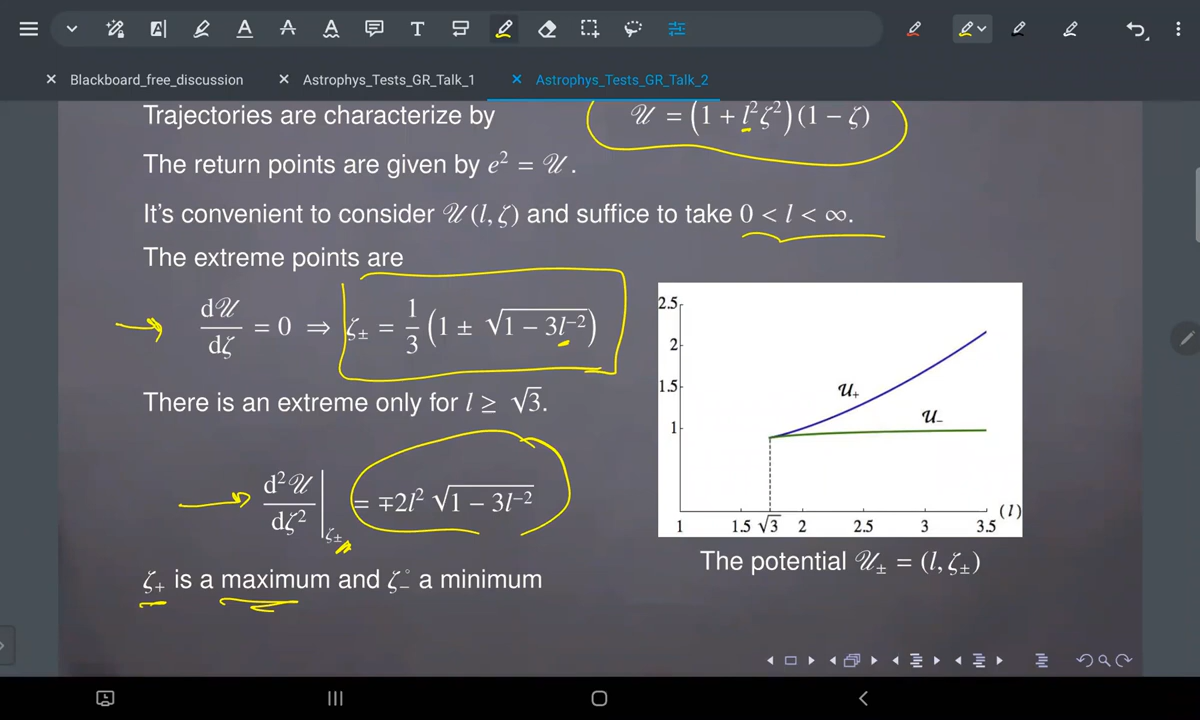 Blackboard_free_discussion
Astrophys_Tests_GR_Talk_1
Astrophys_Tests_GR_Talk_2
Trajectories are characterize by 𝒰 = (1 + l²ζ²)(1 − ζ)
The return points are given by e² = 𝒰 .
It's convenient to consider 𝒰(l, ζ) and suffice to take 0 < l < ∞.
The extreme points are
d𝒰/dζ = 0 ⇒ ζ± = 1/3 (1 ± √(1 − 3l⁻²))
There is an extreme only for l ≥ √3.
d²𝒰/dζ² |ζ± = ∓2l² √(1 − 3l⁻²)
ζ₊ is a maximum and ζ₋ a minimum
2.5
2
1.5
1
𝒰₊
𝒰₋
1 1.5 √3 2 2.5 3 3.5 (l)
The potential 𝒰± = (l, ζ±)